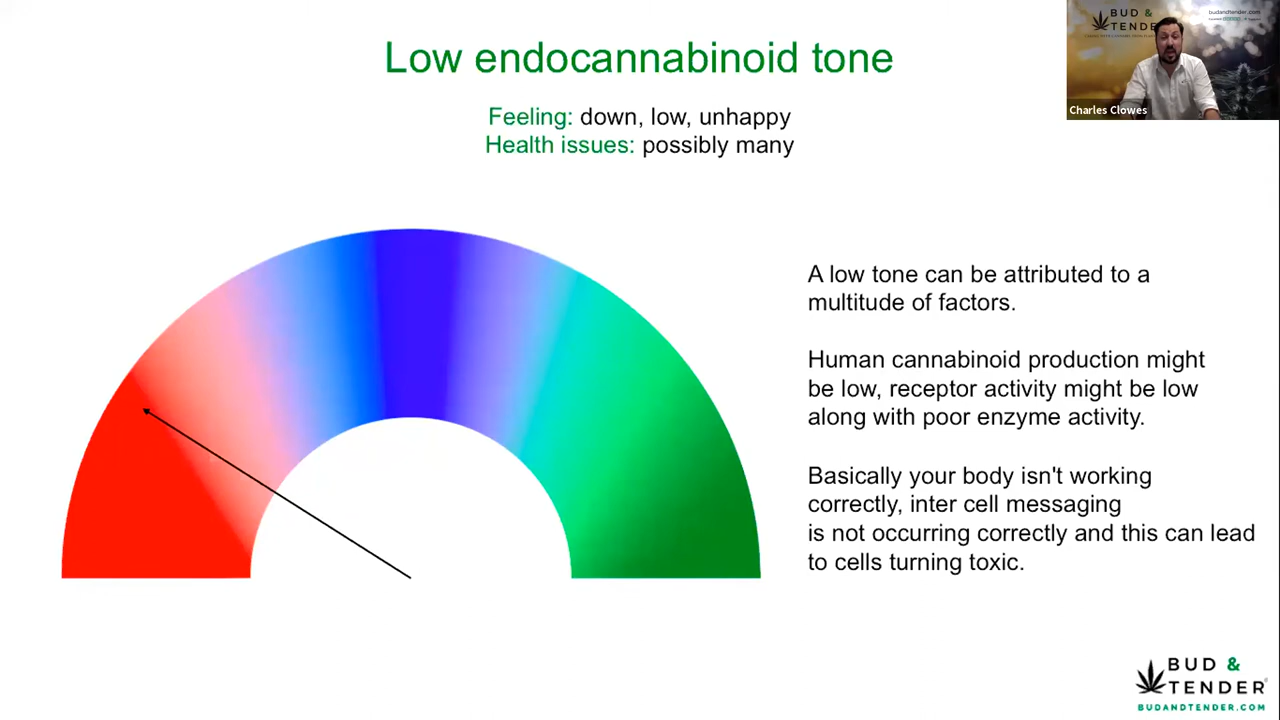 Low endocannabinoid tone
Feeling: down, low, unhappy
Health issues: possibly many
BUD &
TENDE
budandtender.com
Charles Clowes
A low tone can be attributed to a
multitude of factors.
Human cannabinoid production might
be low, receptor activity might be low
along with poor enzyme activity.
Basically your body isn't working
correctly, inter cell messaging
is not occurring correctly and this can lead
to cells turning toxic.
BUD &
TENDER®
BUDANDTENDER.COM